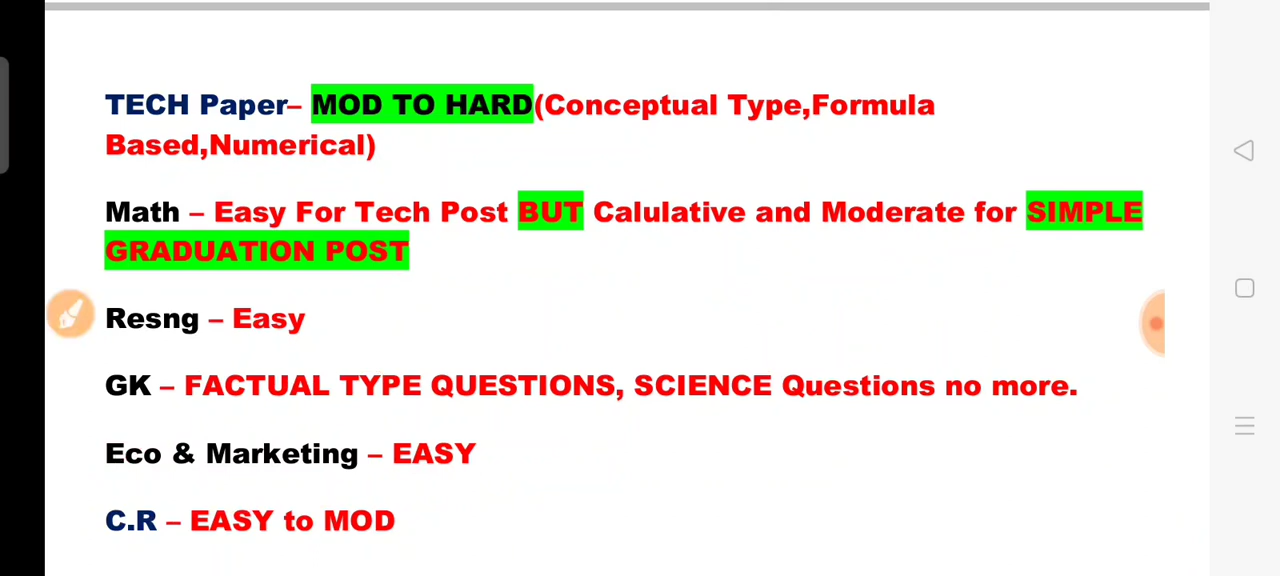 TECH Paper– MOD TO HARD(Conceptual Type,Formula
Based,Numerical)
Math – Easy For Tech Post BUT Calulative and Moderate for SIMPLE
GRADUATION POST
Resng – Easy
GK – FACTUAL TYPE QUESTIONS, SCIENCE Questions no more.
Eco & Marketing – EASY
C.R – EASY to MOD